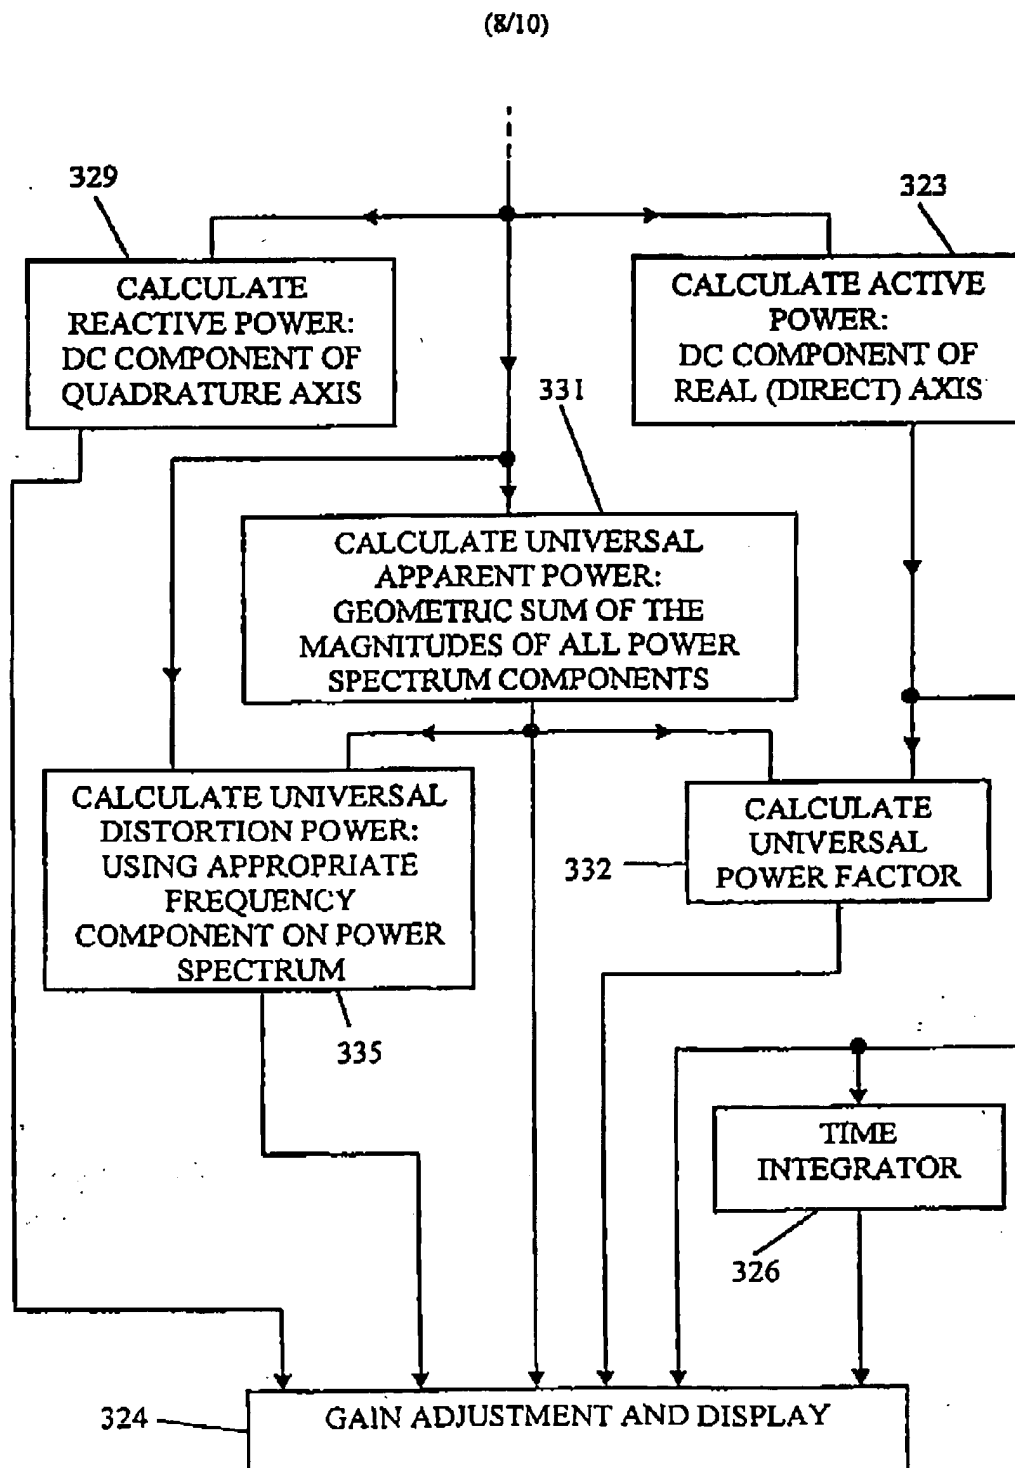 (8/10)
329
323
CALCULATE
REACTIVE POWER:
DC COMPONENT OF
QUADRATURE AXIS
CALCULATE ACTIVE
POWER:
DC COMPONENT OF
REAL (DIRECT) AXIS
331
CALCULATE UNIVERSAL
APPARENT POWER:
GEOMETRIC SUM OF THE
MAGNITUDES OF ALL POWER
SPECTRUM COMPONENTS
CALCULATE UNIVERSAL
DISTORTION POWER:
USING APPROPRIATE
FREQUENCY
COMPONENT ON POWER
SPECTRUM
335
332
CALCULATE
UNIVERSAL
POWER FACTOR
TIME
INTEGRATOR
326
324
GAIN ADJUSTMENT AND DISPLAY